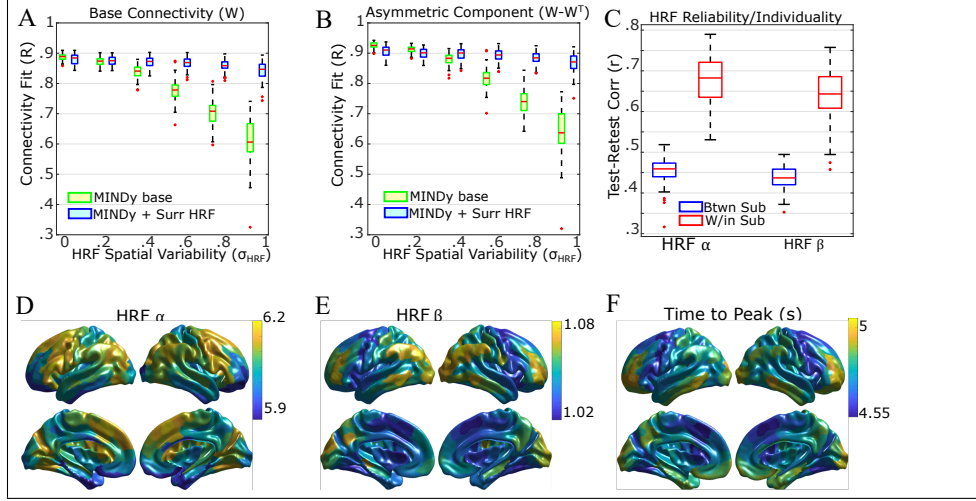 A
Base Connectivity (W)
Connectivity Fit (R)
1
.9
.8
.7
.6
.5
.4
.3
MINDy base
MINDy + Surr HRF
0 .2 .4 .6 .8 1
HRF Spatial Variability (σHRF)
B
Asymmetric Component (W-Wᵀ)
Connectivity Fit (R)
1
.9
.8
.7
.6
.5
.4
.3
MINDy base
MINDy + Surr HRF
0 .2 .4 .6 .8 1
HRF Spatial Variability (σHRF)
C
HRF Reliability/Individuality
Test-Retest Corr (r)
.8
.7
.6
.5
.4
.3
Btwn Sub
W/in Sub
HRF α
HRF β
D
HRF α
6.2
5.9
E
HRF β
1.08
1.02
F
Time to Peak (s)
5
4.55